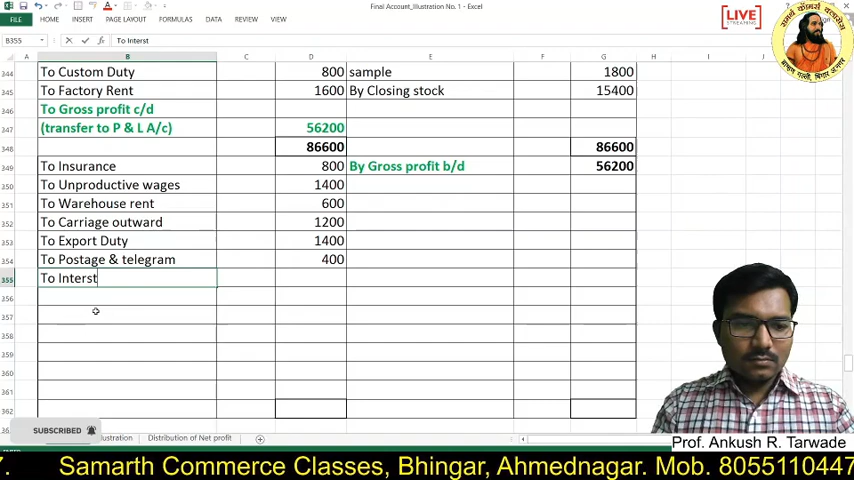 Final Account_Illustration No. 1 - Excel
FILE HOME INSERT PAGE LAYOUT FORMULAS DATA REVIEW VIEW
LIVE
STREAMING
B355 To Interst
A B C D E F G H I J
344 To Custom Duty 800 sample 1800
345 To Factory Rent 1600 By Closing stock 15400
346 To Gross profit c/d
347 (transfer to P & L A/c) 56200
348 86600 86600
349 To Insurance 800 By Gross profit b/d 56200
350 To Unproductive wages 1400
351 To Warehouse rent 600
352 To Carriage outward 1200
353 To Export Duty 1400
354 To Postage & telegram 400
355 To Interst
356
357
358
359
360
361
362
SUBSCRIBED
lustration Distribution of Net profit
Prof. Ankush R. Tarwade
7. Samarth Commerce Classes, Bhingar, Ahmednagar. Mob. 8055110447